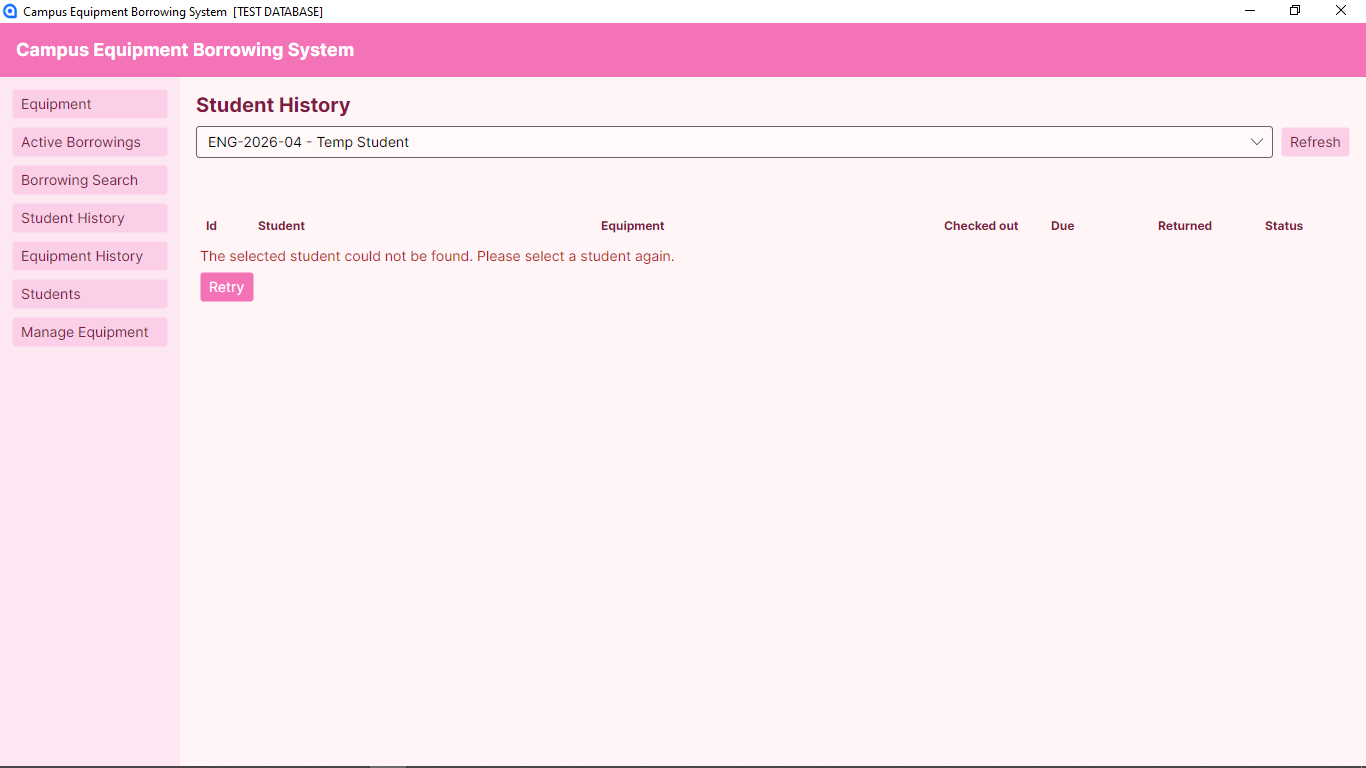 Campus Equipment Borrowing System [TEST DATABASE]
Campus Equipment Borrowing System
Equipment
Active Borrowings
Borrowing Search
Student History
Equipment History
Students
Manage Equipment
Student History
ENG-2026-04 - Temp Student
Refresh
Id Student Equipment Checked out Due Returned Status
The selected student could not be found. Please select a student again.
Retry